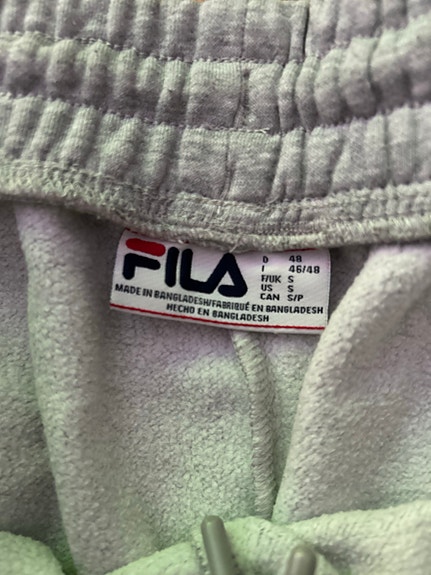 FILA
D 48
I 46/48
F/UK S
US S
CAN S/P
MADE IN BANGLADESH/FABRIQUÉ EN BANGLADESH
HECHO EN BANGLADESH